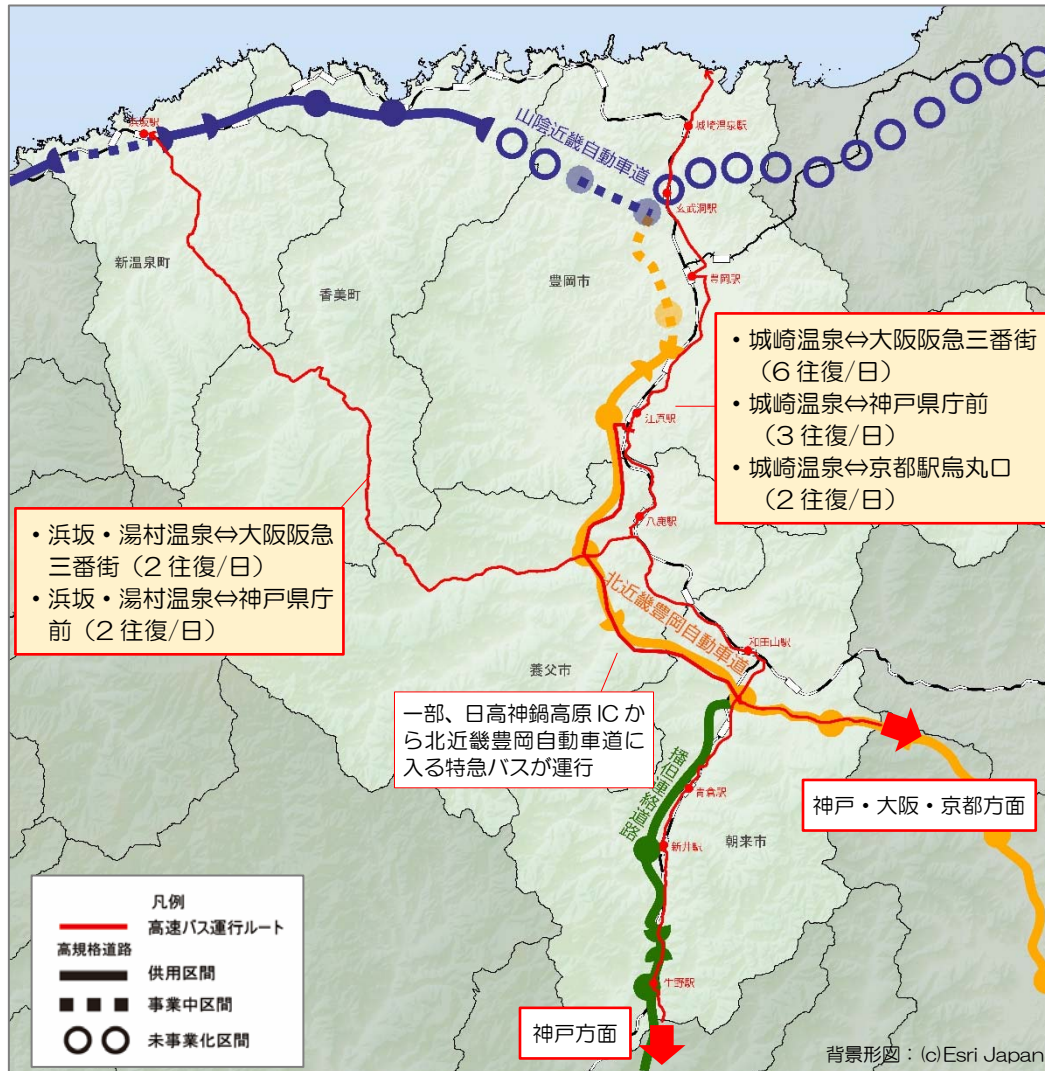 浜坂駅
城崎温泉駅
山陰近畿自動車道
玄武洞駅
新温泉町
香美町
豊岡市
豊岡駅
・城崎温泉⇔大阪阪急三番街
（6 往復/日）
・城崎温泉⇔神戸県庁前
（3 往復/日）
・城崎温泉⇔京都駅烏丸口
（2 往復/日）
江原駅
・浜坂・湯村温泉⇔大阪阪急
三番街（2 往復/日）
・浜坂・湯村温泉⇔神戸県庁
前（2 往復/日）
八鹿駅
北近畿豊岡自動車道
和田山駅
養父市
一部、日高神鍋高原 IC か
ら北近畿豊岡自動車道に
入る特急バスが運行
播但連絡道路
青倉駅
神戸・大阪・京都方面
新井駅
朝来市
凡例
高速バス運行ルート
高規格道路
供用区間
事業中区間
未事業化区間
生野駅
神戸方面
背景形図：(c)Esri Japan